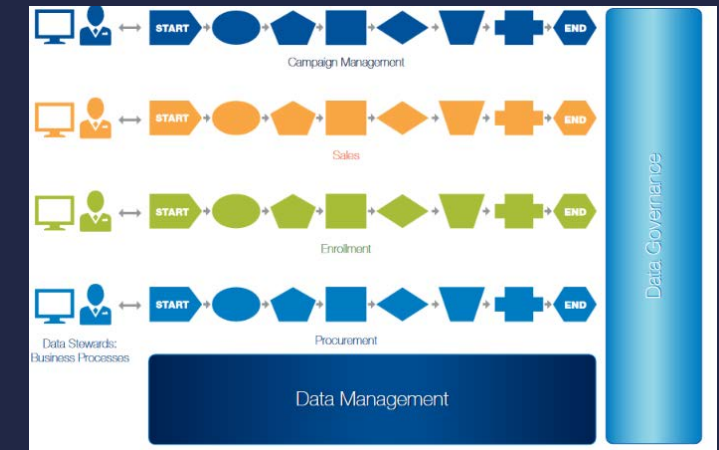 START
END
Campaign Management
START
END
Sales
START
END
Enrollment
START
END
Procurement
Data Stewards:
Business Processes
Data Management
Data Governance